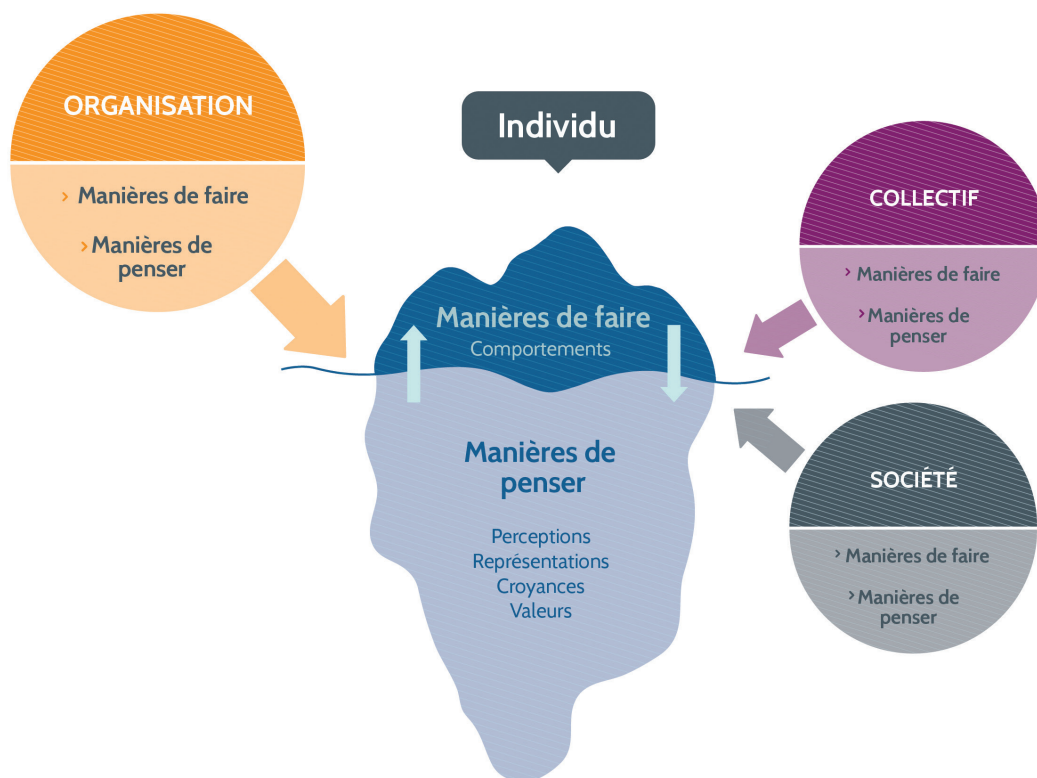 ORGANISATION
› Manières de faire
› Manières de
penser
Individu
Manières de faire
Comportements
Manières de
penser
Perceptions
Représentations
Croyances
Valeurs
COLLECTIF
› Manières de faire
› Manières de
penser
SOCIÉTÉ
› Manières de faire
› Manières de
penser